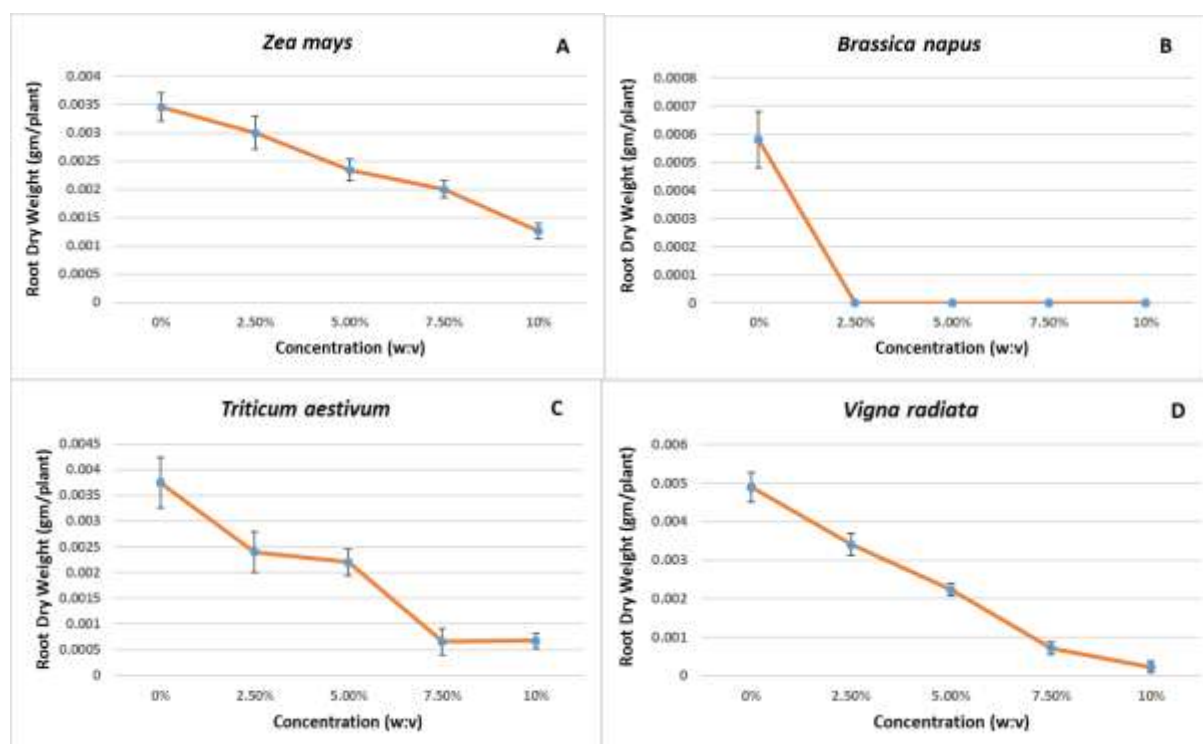 Zea mays A
Root Dry Weight (gm/plant)
0.004
0.0035
0.003
0.0025
0.002
0.0015
0.001
0.0005
0
0% 2.50% 5.00% 7.50% 10%
Concentration (w:v)
Brassica napus B
Root Dry Weight (gm/plant)
0.0008
0.0007
0.0006
0.0005
0.0004
0.0003
0.0002
0.0001
0
0% 2.50% 5.00% 7.50% 10%
Concentration (w:v)
Triticum aestivum C
Root Dry Weight (gm/plant)
0.0045
0.004
0.0035
0.003
0.0025
0.002
0.0015
0.001
0.0005
0
0% 2.50% 5.00% 7.50% 10%
Concentration (w:v)
Vigna radiata D
Root Dry Weight (gm/plant)
0.006
0.005
0.004
0.003
0.002
0.001
0
0% 2.50% 5.00% 7.50% 10%
Concentration (w:v)